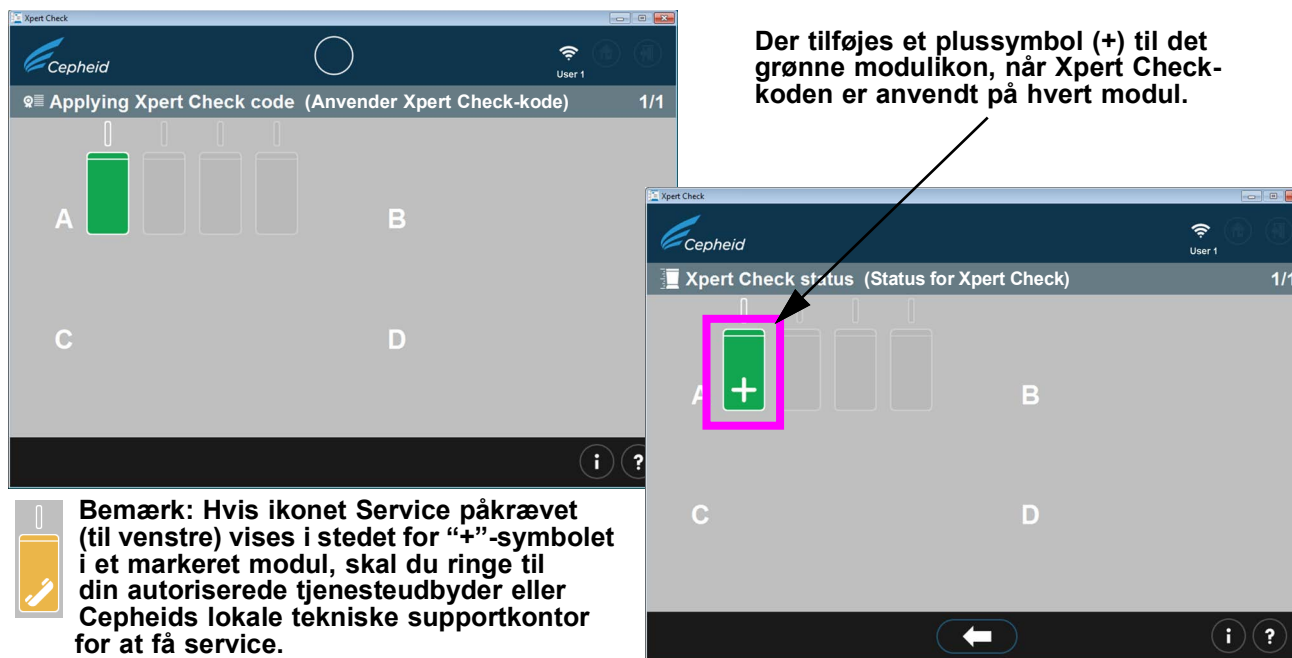 Xpert Check
Cepheid
User 1
Applying Xpert Check code (Anvender Xpert Check-kode) 1/1
A B
C D
i ?
Der tilføjes et plussymbol (+) til det
grønne modulikon, når Xpert Check-
koden er anvendt på hvert modul.
Xpert Check
Cepheid
User 1
Xpert Check status (Status for Xpert Check) 1/1
A + B
C D
i ?
Bemærk: Hvis ikonet Service påkrævet
(til venstre) vises i stedet for “+”-symbolet
i et markeret modul, skal du ringe til
din autoriserede tjenesteudbyder eller
Cepheids lokale tekniske supportkontor
for at få service.